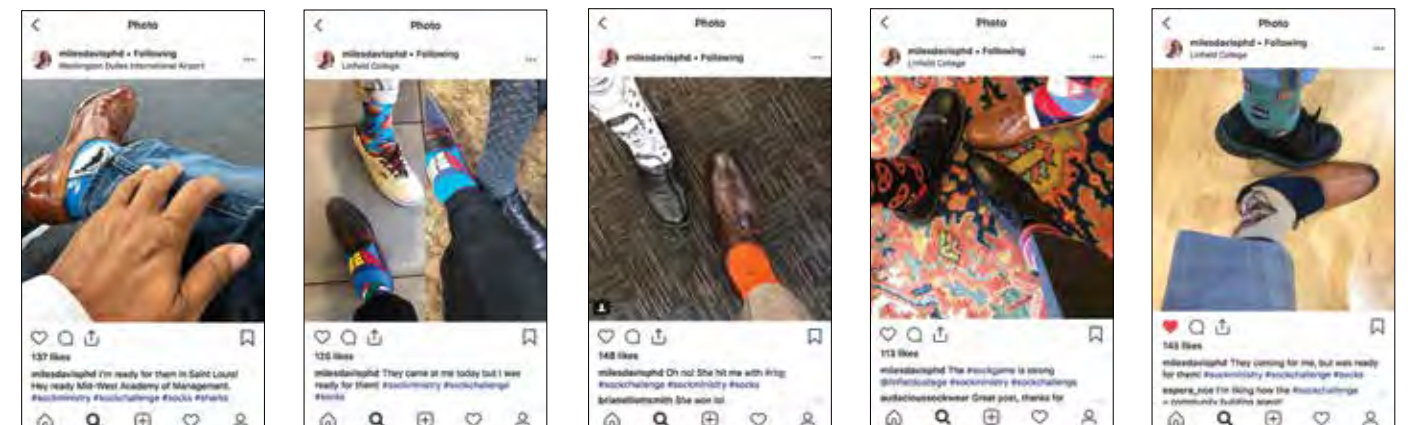 Photo
milesdavisphd • Following
Washington Dulles International Airport
137 likes
milesdavisphd I'm ready for them in Saint Louis!
Hey ready Mid-West Academy of Management.
#sockministry #sockchallenge #socks #sharks
Photo
milesdavisphd • Following
Linfield College
milesdavisphd They came at me today but I was
ready for them! #sockministry #sockchallenge
#socks
Photo
milesdavisphd • Following
148 likes
milesdavisphd Oh no! She hit me with
#sockchallenge #sockministry #socks
brianelliottsmith She won lol
Photo
milesdavisphd • Following
Linfield College
113 likes
milesdavisphd The #sockgame is strong
@linfieldcollege #sockministry #sockchallenge
audacioussockwear Great post, thanks for
Photo
milesdavisphd • Following
Linfield College
145 likes
milesdavisphd They coming for me, but was ready
for them! #sockministry #sockchallenge #socks
I'm liking how the #sockchallenge
community building